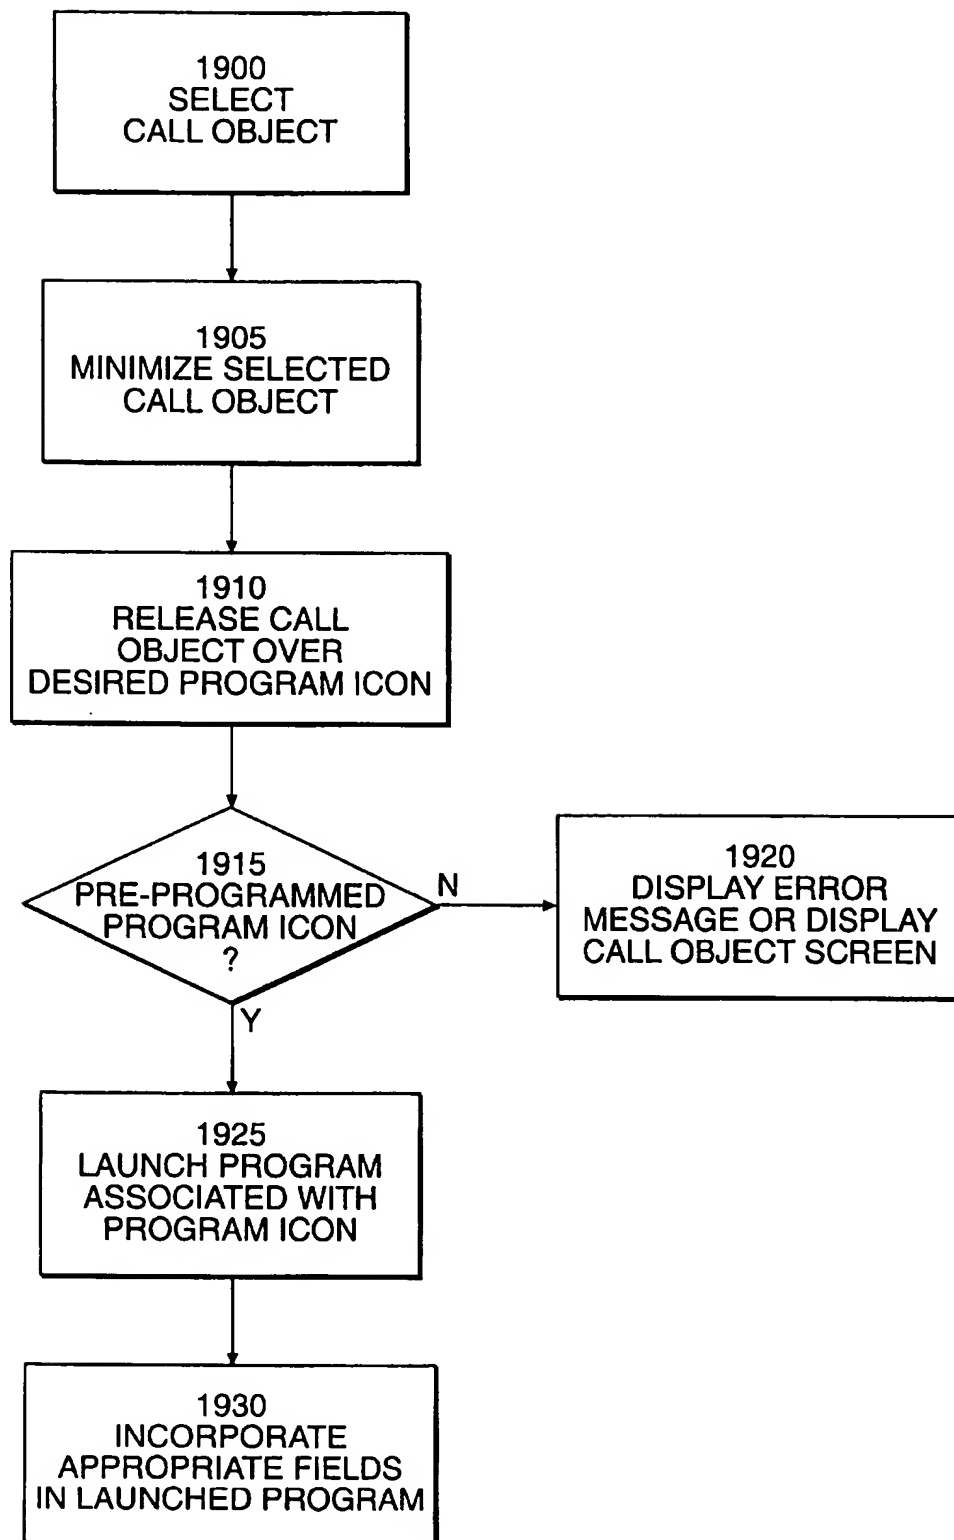 1900
SELECT
CALL OBJECT
1905
MINIMIZE SELECTED
CALL OBJECT
1910
RELEASE CALL
OBJECT OVER
DESIRED PROGRAM ICON
1915
PRE-PROGRAMMED
PROGRAM ICON
?
N
1920
DISPLAY ERROR
MESSAGE OR DISPLAY
CALL OBJECT SCREEN
Y
1925
LAUNCH PROGRAM
ASSOCIATED WITH
PROGRAM ICON
1930
INCORPORATE
APPROPRIATE FIELDS
IN LAUNCHED PROGRAM